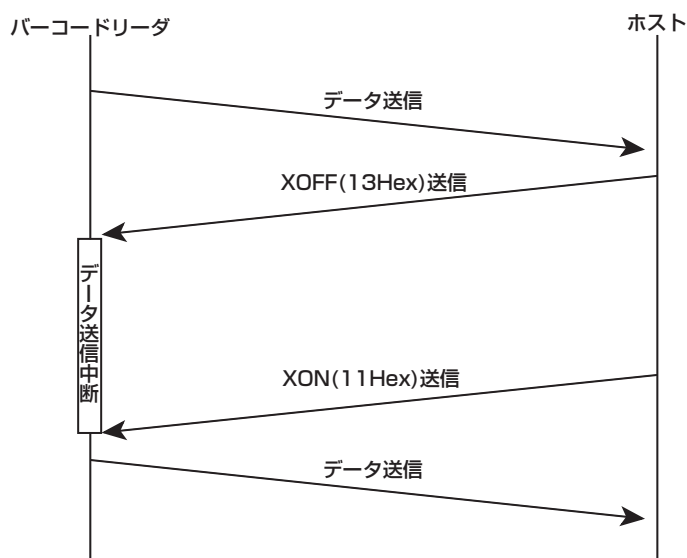 バーコードリーダ
ホスト
データ送信
XOFF(13Hex)送信
データ送信中断
XON(11Hex)送信
データ送信